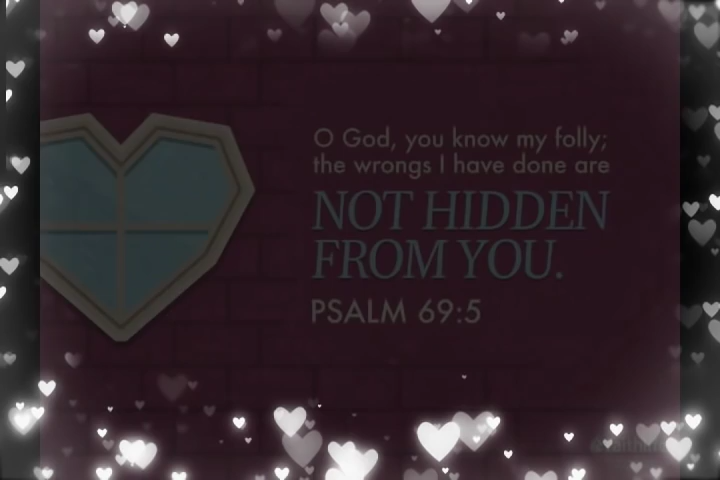 O God, you know my folly;
the wrongs I have done are
NOT HIDDEN
FROM YOU.
PSALM 69:5